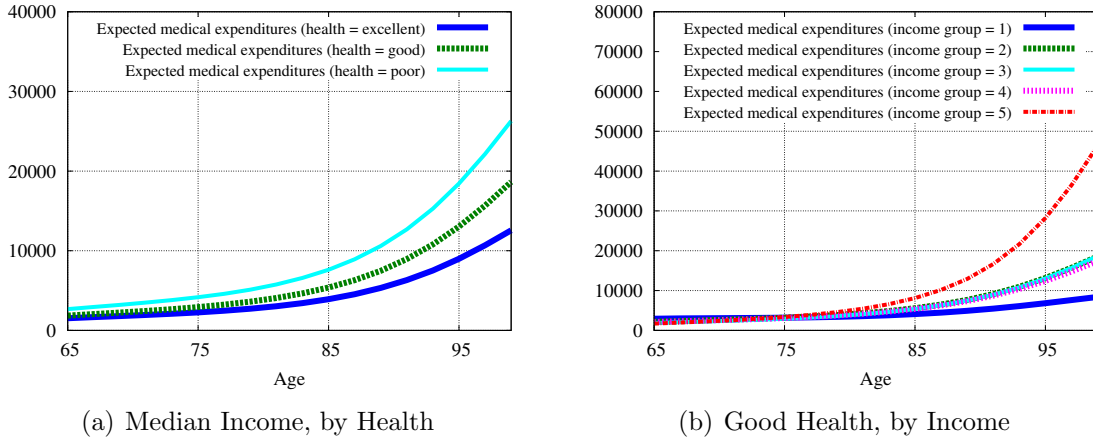 Expected medical expenditures (health = excellent)
Expected medical expenditures (health = good)
Expected medical expenditures (health = poor)
40000
30000
20000
10000
0
65
75
85
95
Age
(a) Median Income, by Health
80000
70000
60000
50000
40000
30000
20000
10000
0
Expected medical expenditures (income group = 1)
Expected medical expenditures (income group = 2)
Expected medical expenditures (income group = 3)
Expected medical expenditures (income group = 4)
Expected medical expenditures (income group = 5)
65
75
85
95
Age
(b) Good Health, by Income